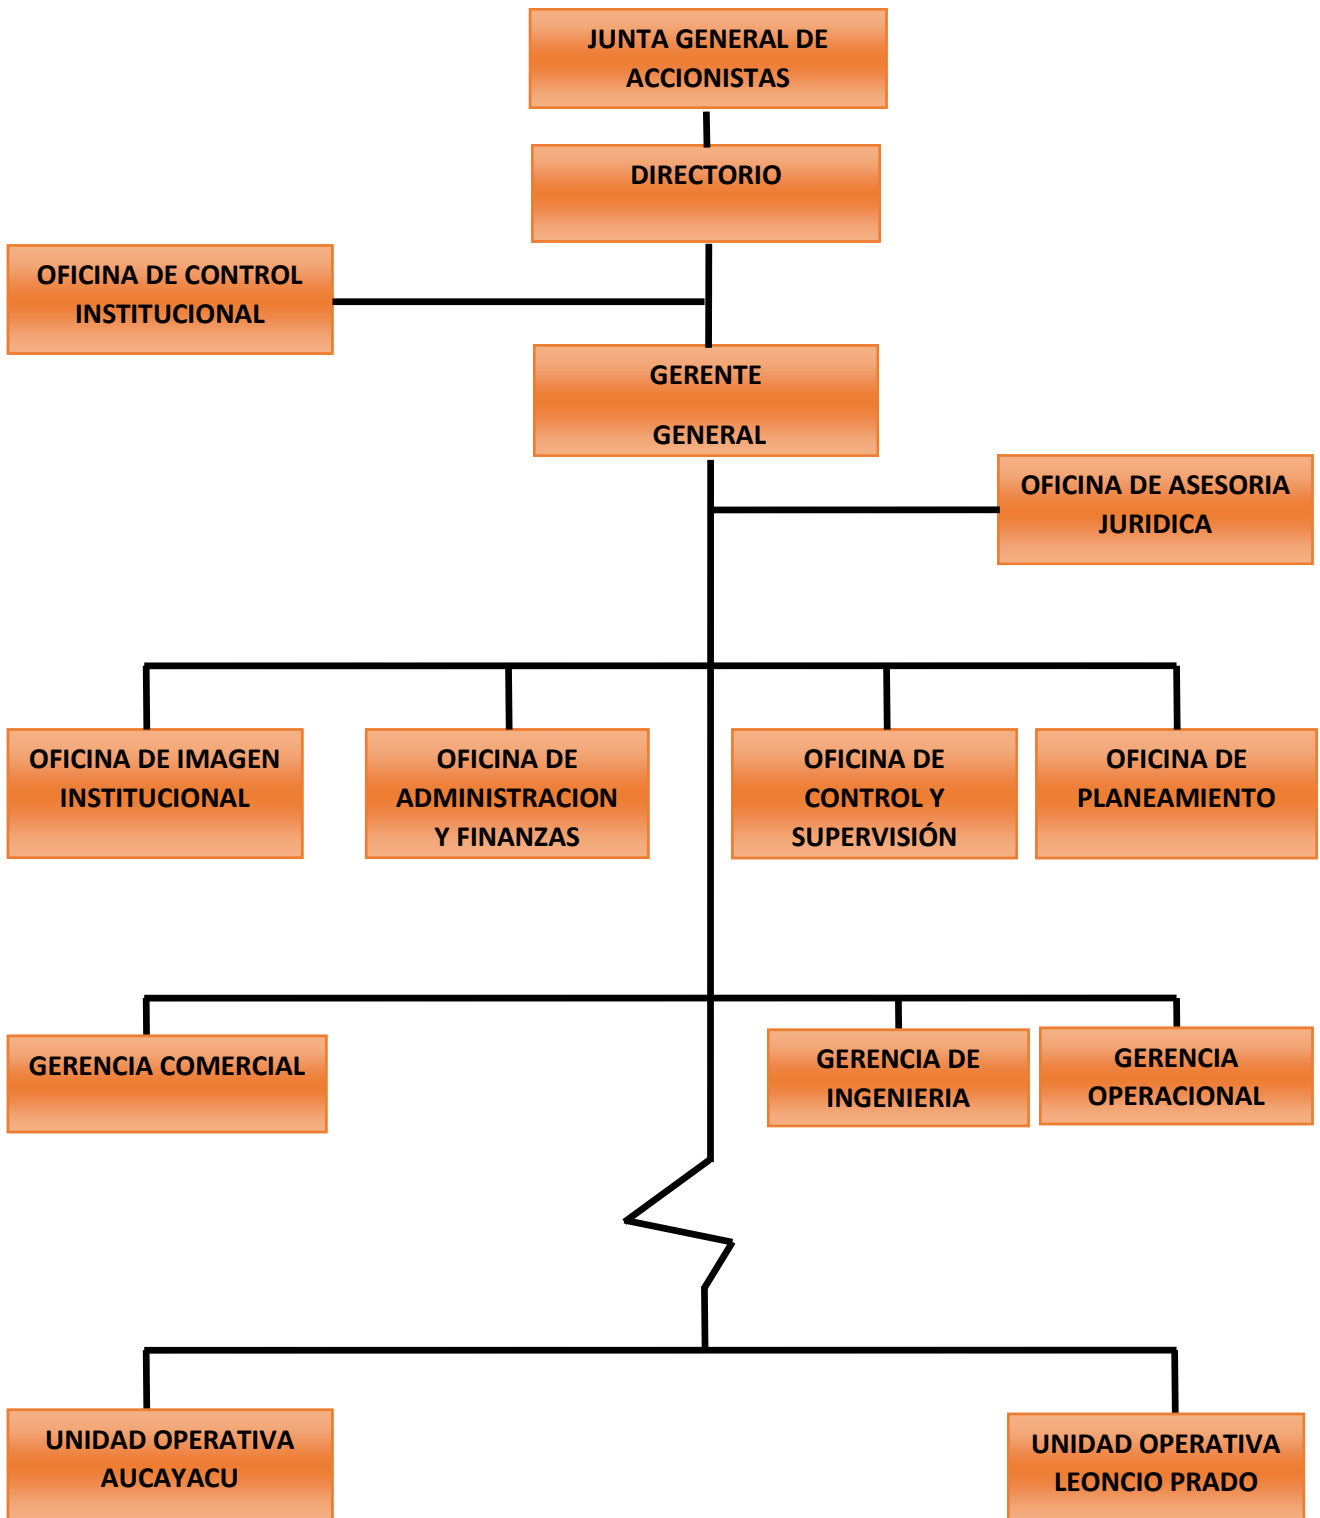 JUNTA GENERAL DE
ACCIONISTAS
DIRECTORIO
OFICINA DE CONTROL
INSTITUCIONAL
GERENTE
GENERAL
OFICINA DE ASESORIA
JURIDICA
OFICINA DE IMAGEN
INSTITUCIONAL
OFICINA DE
ADMINISTRACION
Y FINANZAS
OFICINA DE
CONTROL Y
SUPERVISIÓN
OFICINA DE
PLANEAMIENTO
GERENCIA COMERCIAL
GERENCIA DE
INGENIERIA
GERENCIA
OPERACIONAL
UNIDAD OPERATIVA
AUCAYACU
UNIDAD OPERATIVA
LEONCIO PRADO